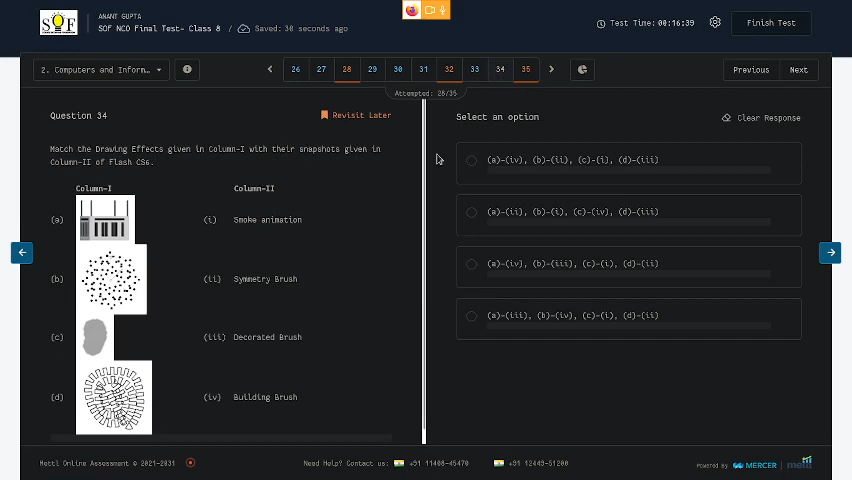 SOF
ANANT GUPTA
SOF NCO Final Test- Class 8
Saved: 30 seconds ago
Test Time: 00:16:39
Finish Test
2. Computers and Inform...
26 27 28 29 30 31 32 33 34 35
Previous
Next
Attempted: 28/35
Question 34
Revisit Later
Match the Drawing Effects given in Column-I with their snapshots given in
Column-II of Flash CS6.
Column-I Column-II
(a) (i) Smoke animation
(b) (ii) Symmetry Brush
(c) (iii) Decorated Brush
(d) (iv) Building Brush
Select an option
Clear Response
(a)-(iv), (b)-(ii), (c)-(i), (d)-(iii)
(a)-(ii), (b)-(i), (c)-(iv), (d)-(iii)
(a)-(iv), (b)-(iii), (c)-(i), (d)-(ii)
(a)-(iii), (b)-(iv), (c)-(i), (d)-(ii)
Mettl Online Assessment © 2021-2031
Need Help? Contact us:
+91 11408-45470
+91 12449-51200
Powered by
MERCER
mettl